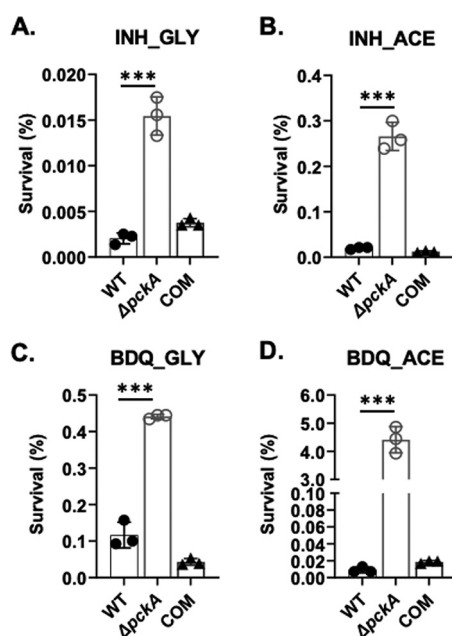 A.
INH_GLY
***
0.020
0.015
0.010
0.005
0.000
Survival (%)
WT
ΔpckA
COM
B.
INH_ACE
***
0.4
0.3
0.2
0.1
0.0
Survival (%)
WT
ΔpckA
COM
C.
BDQ_GLY
***
0.5
0.4
0.3
0.2
0.1
0.0
Survival (%)
WT
ΔpckA
COM
D.
BDQ_ACE
***
6.0
5.0
4.0
3.0
0.10
0.08
0.06
0.04
0.02
0.00
Survival (%)
WT
ΔpckA
COM